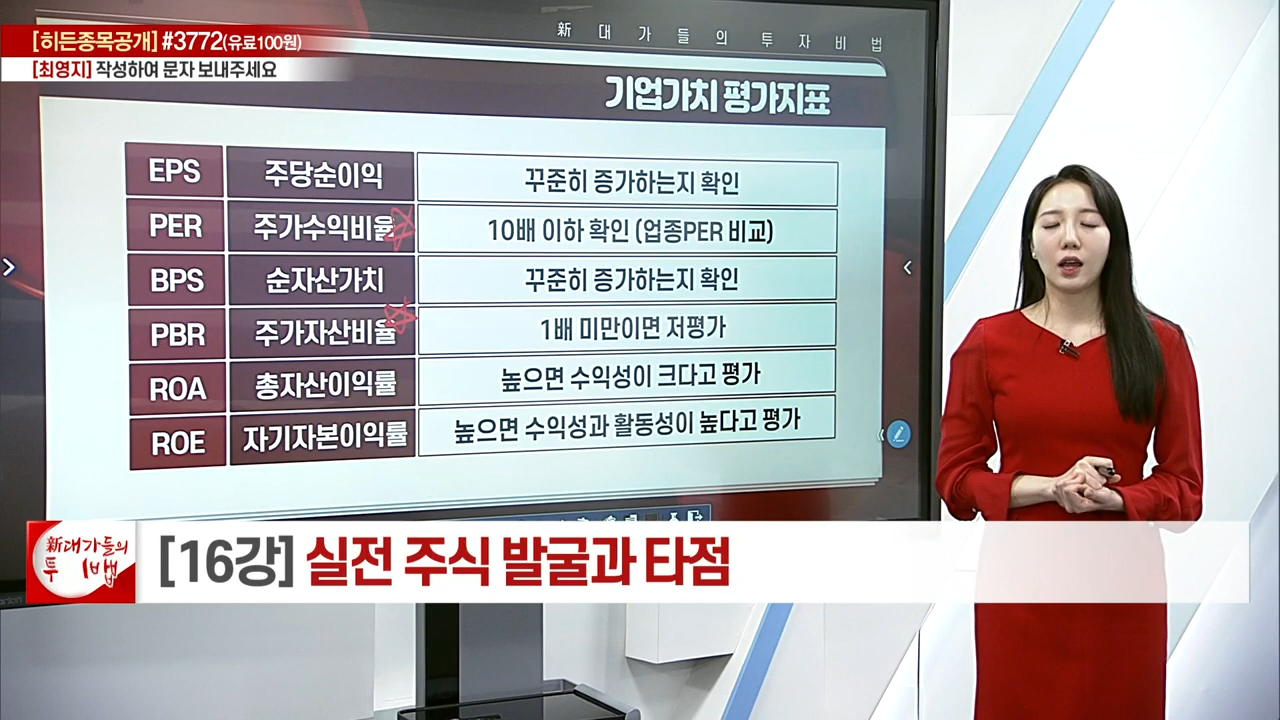 [히든종목공개] #3772(유료100원)
[최영지] 작성하여 문자 보내주세요
新 대 가 들 의 투 자 비 법
기업가치 평가지표
EPS 주당순이익 꾸준히 증가하는지 확인
PER 주가수익비율 10배 이하 확인 (업종PER 비교)
BPS 순자산가치 꾸준히 증가하는지 확인
PBR 주가자산비율 1배 미만이면 저평가
ROA 총자산이익률 높으면 수익성이 크다고 평가
ROE 자기자본이익률 높으면 수익성과 활동성이 높다고 평가
新대가들의
투
[16강] 실전 주식 발굴과 타점